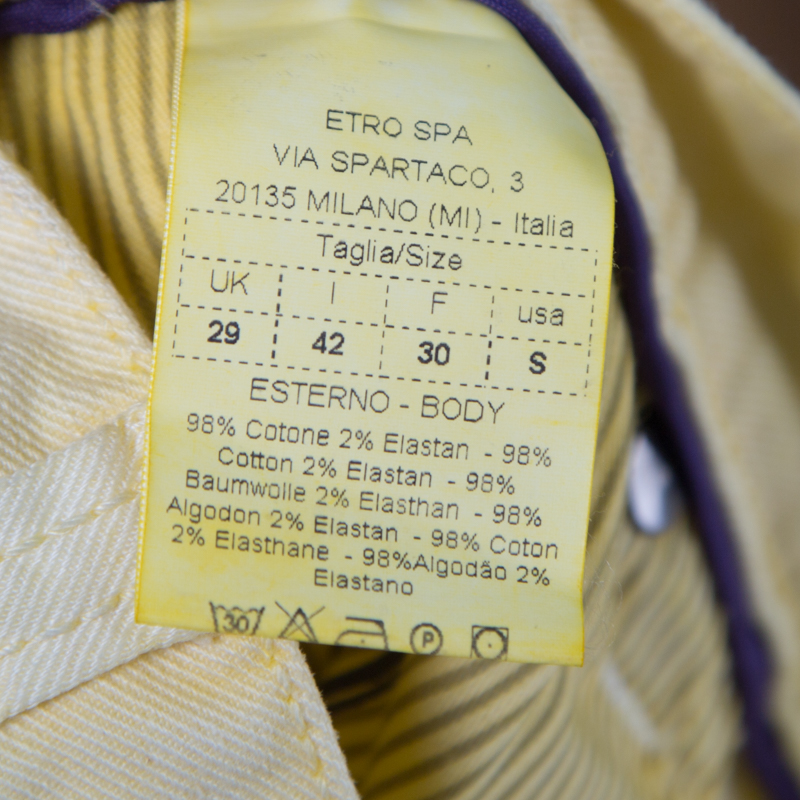 ETRO SPA
VIA SPARTACO, 3
20135 MILANO (MI) - Italia
Taglia/Size
UK I F usa
29 42 30 S
ESTERNO - BODY
98% Cotone 2% Elastan - 98%
Cotton 2% Elastan - 98%
Baumwolle 2% Elasthan - 98%
Algodon 2% Elastan - 98% Coton
2% Elasthane - 98%Algodão 2%
Elastano
30 P